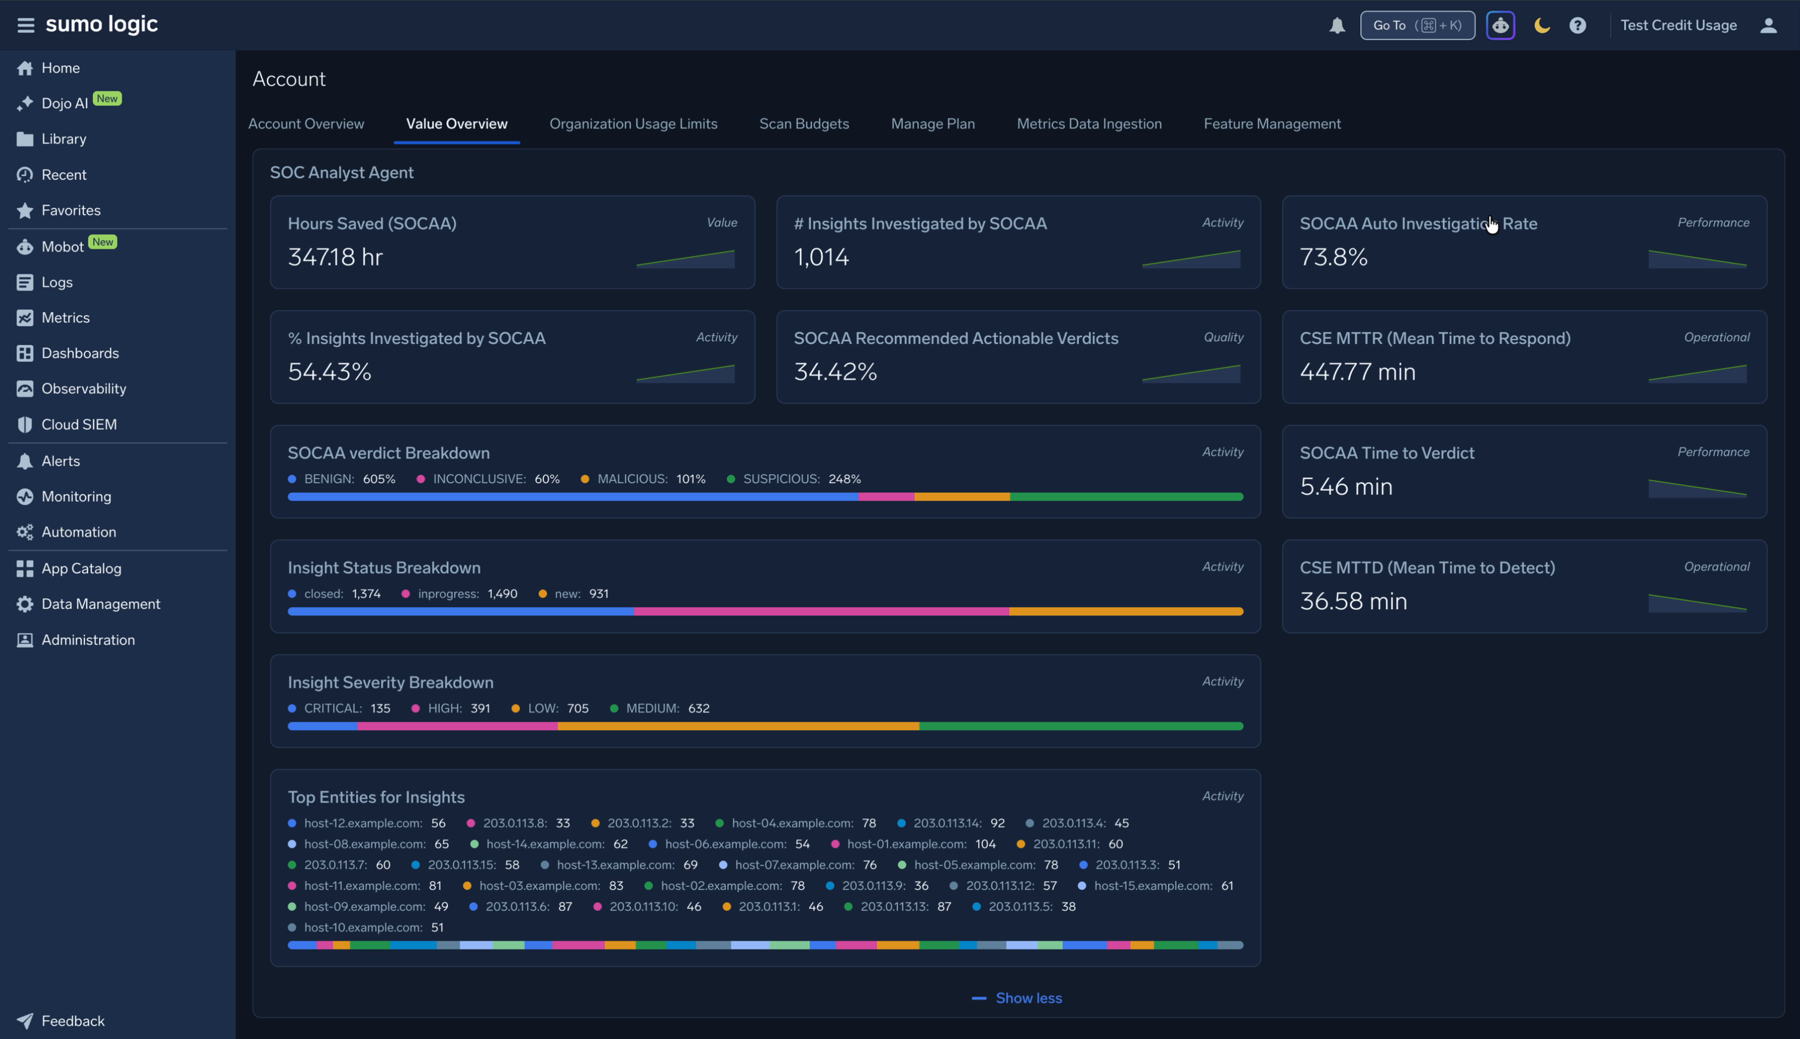 sumo logic
Go To (⌘ + K)
Test Credit Usage
Home
Dojo AI New
Library
Recent
Favorites
Mobot New
Logs
Metrics
Dashboards
Observability
Cloud SIEM
Alerts
Monitoring
Automation
App Catalog
Data Management
Administration
Feedback
Account
Account Overview Value Overview Organization Usage Limits Scan Budgets Manage Plan Metrics Data Ingestion Feature Management
SOC Analyst Agent
Hours Saved (SOCAA) Value
347.18 hr
# Insights Investigated by SOCAA Activity
1,014
SOCAA Auto Investigation Rate Performance
73.8%
% Insights Investigated by SOCAA Activity
54.43%
SOCAA Recommended Actionable Verdicts Quality
34.42%
CSE MTTR (Mean Time to Respond) Operational
447.77 min
SOCAA verdict Breakdown Activity
BENIGN: 605% INCONCLUSIVE: 60% MALICIOUS: 101% SUSPICIOUS: 248%
SOCAA Time to Verdict Performance
5.46 min
Insight Status Breakdown Activity
closed: 1,374 inprogress: 1,490 new: 931
CSE MTTD (Mean Time to Detect) Operational
36.58 min
Insight Severity Breakdown Activity
CRITICAL: 135 HIGH: 391 LOW: 705 MEDIUM: 632
Top Entities for Insights Activity
host-12.example.com: 56 203.0.113.8: 33 203.0.113.2: 33 host-04.example.com: 78 203.0.113.14: 92 203.0.113.4: 45
host-08.example.com: 65 host-14.example.com: 62 host-06.example.com: 54 host-01.example.com: 104 203.0.113.11: 60
203.0.113.7: 60 203.0.113.15: 58 host-13.example.com: 69 host-07.example.com: 76 host-05.example.com: 78 203.0.113.3: 51
host-11.example.com: 81 host-03.example.com: 83 host-02.example.com: 78 203.0.113.9: 36 203.0.113.12: 57 host-15.example.com: 61
host-09.example.com: 49 203.0.113.6: 87 203.0.113.10: 46 203.0.113.1: 46 203.0.113.13: 87 203.0.113.5: 38
host-10.example.com: 51
Show less